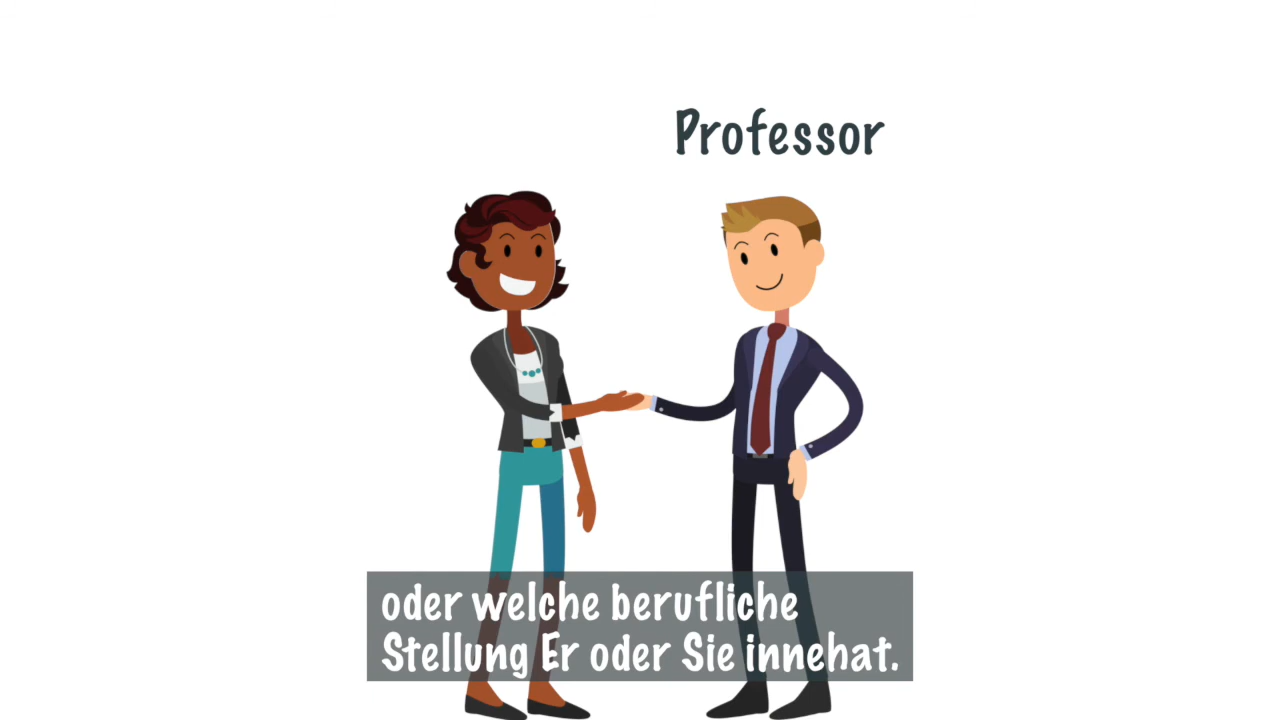 Professor
oder welche berufliche
Stellung Er oder Sie innehat.